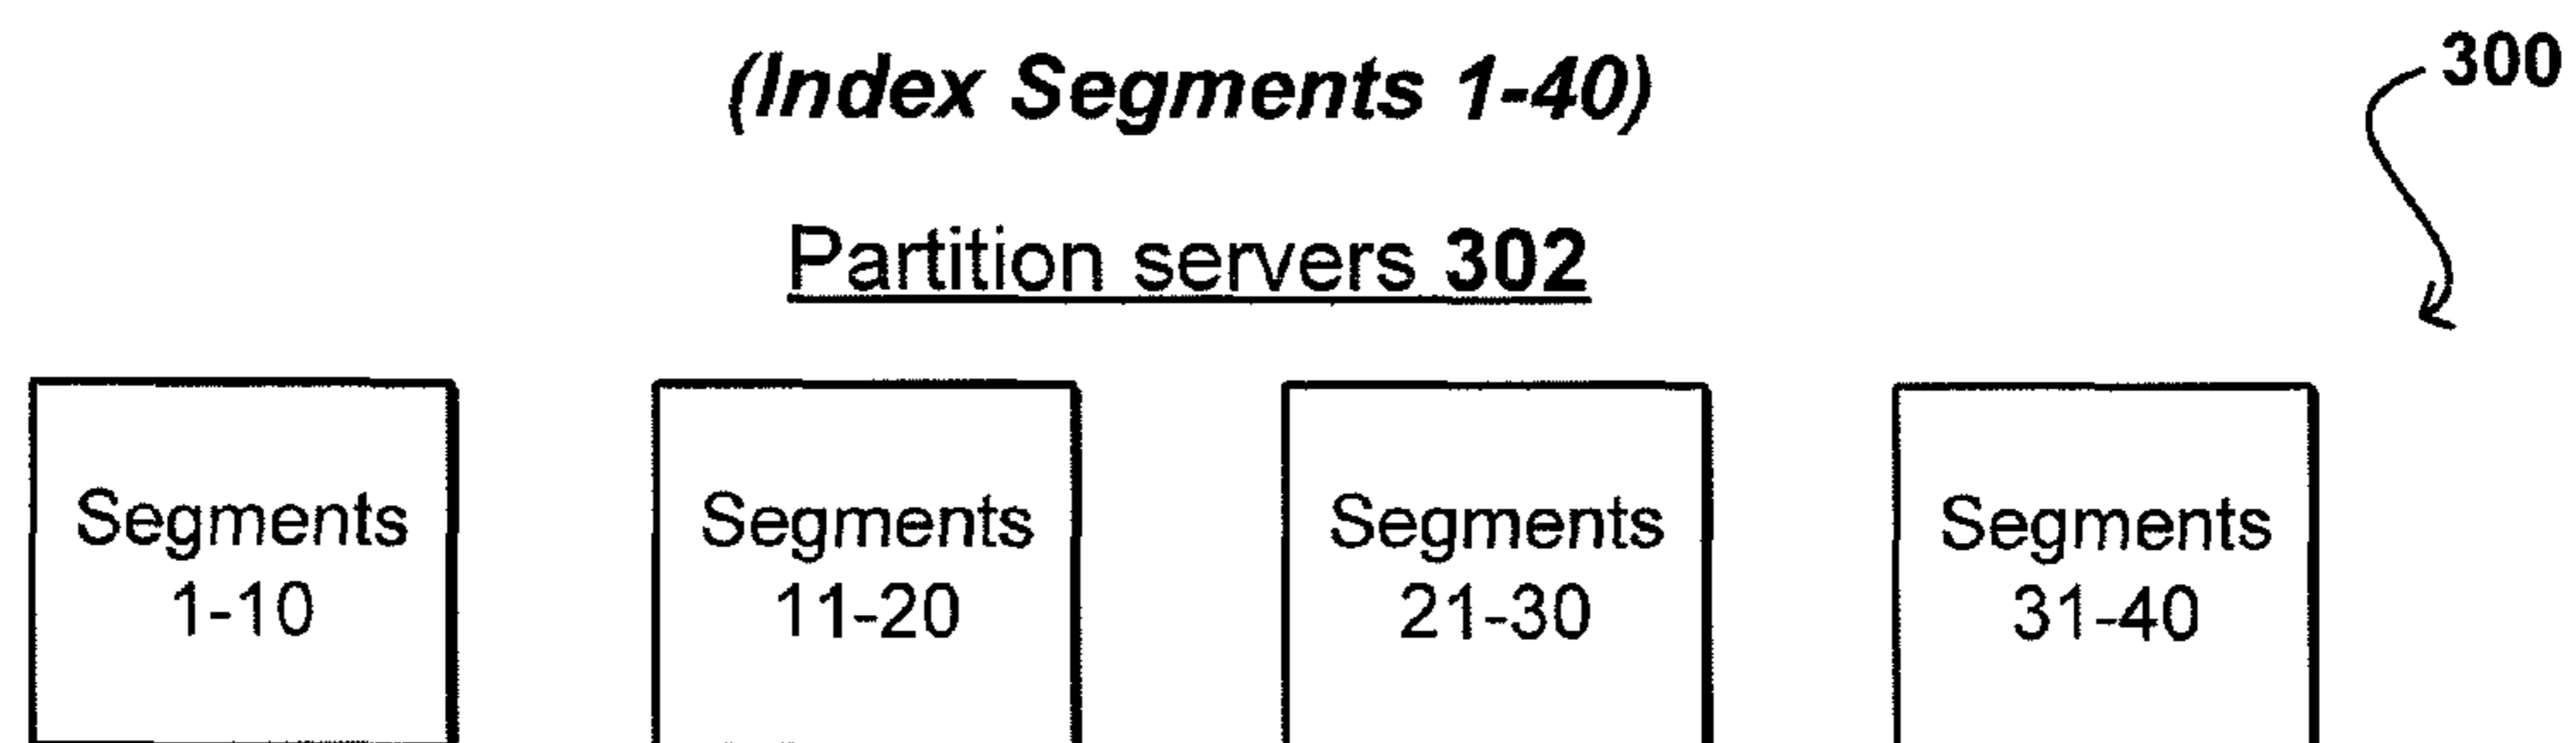 300
(Index Segments 1-40)
Partition servers 302
Segments
1-10
Segments
11-20
Segments
21-30
Segments
31-40